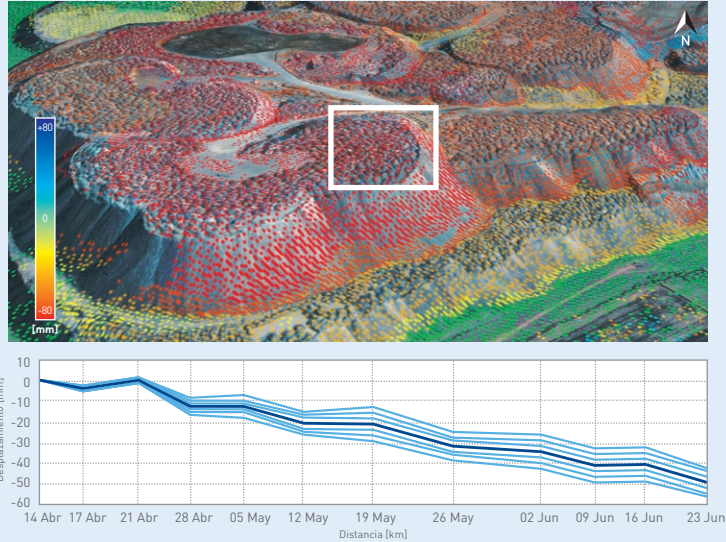 N
+80
0
-80
[mm]
10
0
-10
-20
-30
-40
-50
-60
Desplazamiento [mm]
14 Abr 17 Abr 21 Abr 28 Abr 05 May 12 May 19 May 26 May 02 Jun 09 Jun 16 Jun 23 Jun
Distancia [km]